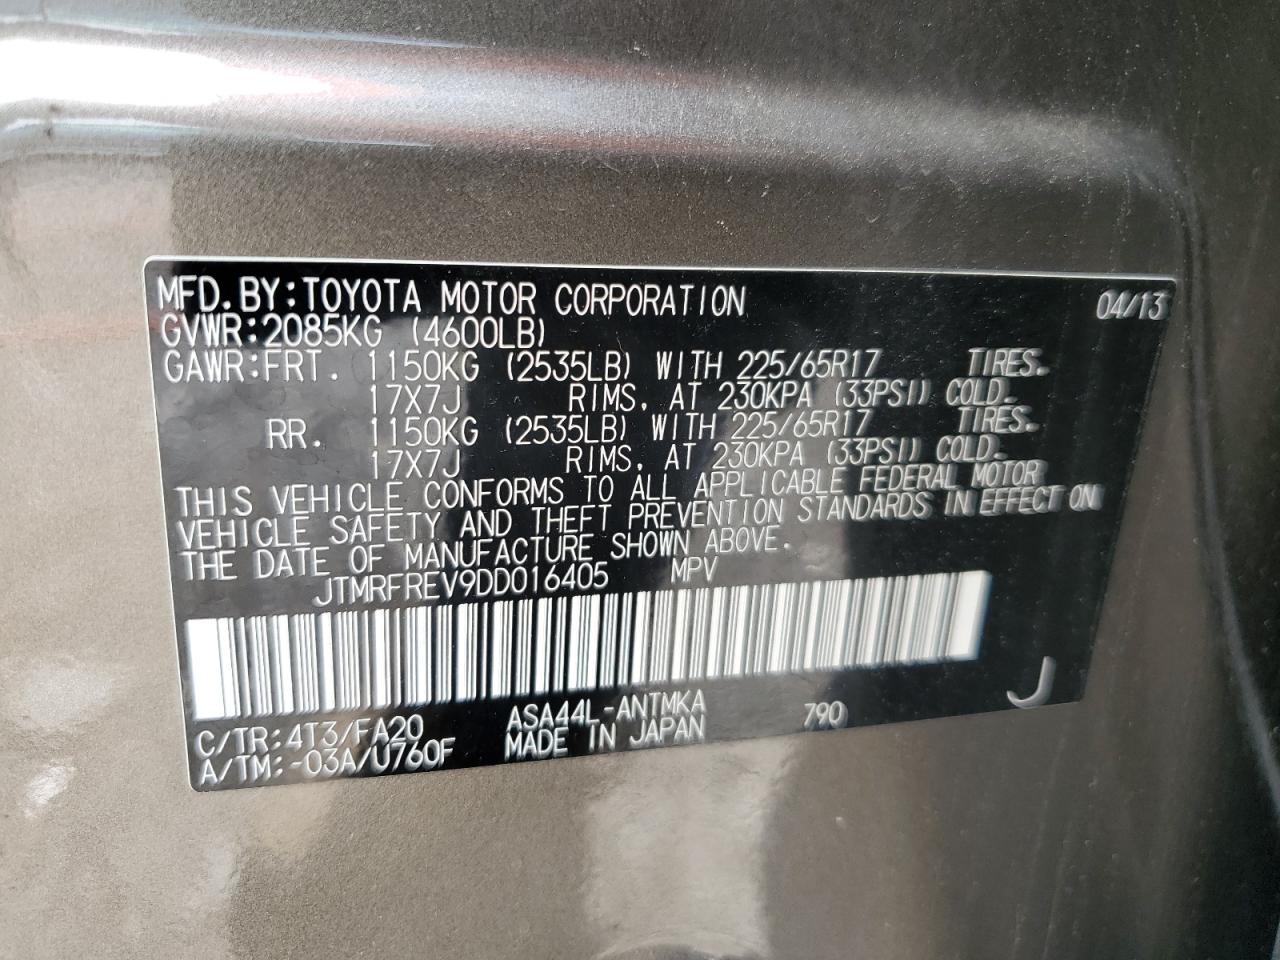 MFD.BY:TOYOTA MOTOR CORPORATION 04/13
GVWR:2085KG (4600LB)
GAWR:FRT. 1150KG (2535LB) WITH 225/65R17 TIRES.
17X7J RIMS, AT 230KPA (33PSI) COLD.
RR. 1150KG (2535LB) WITH 225/65R17 TIRES.
17X7J RIMS, AT 230KPA (33PSI) COLD.
THIS VEHICLE CONFORMS TO ALL APPLICABLE FEDERAL MOTOR
VEHICLE SAFETY AND THEFT PREVENTION STANDARDS IN EFFECT ON
THE DATE OF MANUFACTURE SHOWN ABOVE.
JTMRFREV9DD016405 MPV
C/TR:4T3/FA20 ASA44L-ANTMKA 790 J
A/TM:-03A/U760F MADE IN JAPAN